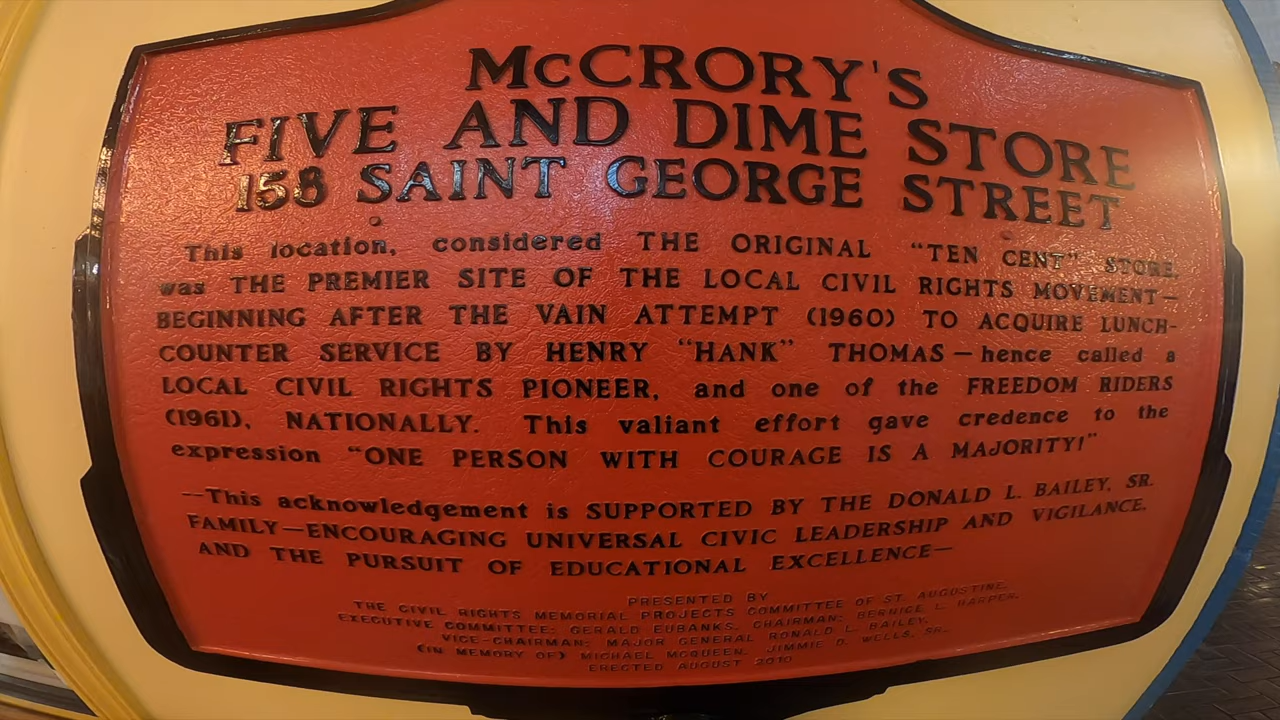 McCRORY'S
FIVE AND DIME STORE
158 SAINT GEORGE STREET
This location, considered THE ORIGINAL "TEN CENT" STORE,
was THE PREMIER SITE OF THE LOCAL CIVIL RIGHTS MOVEMENT—
BEGINNING AFTER THE VAIN ATTEMPT (1960) TO ACQUIRE LUNCH-
COUNTER SERVICE BY HENRY "HANK" THOMAS — hence called a
LOCAL CIVIL RIGHTS PIONEER, and one of the FREEDOM RIDERS
(1961), NATIONALLY. This valiant effort gave credence to the
expression "ONE PERSON WITH COURAGE IS A MAJORITY!"
--This acknowledgement is SUPPORTED BY THE DONALD L. BAILEY, SR.
FAMILY—ENCOURAGING UNIVERSAL CIVIC LEADERSHIP AND VIGILANCE,
AND THE PURSUIT OF EDUCATIONAL EXCELLENCE—
PRESENTED BY
THE CIVIL RIGHTS MEMORIAL PROJECTS COMMITTEE OF ST. AUGUSTINE,
EXECUTIVE COMMITTEE: GERALD EUBANKS, CHAIRMAN; BERNICE L. HARPER,
VICE-CHAIRMAN; MAJOR GENERAL RONALD L. BAILEY,
(IN MEMORY OF) MICHAEL MCQUEEN, JIMMIE D. WELLS, SR.
ERECTED AUGUST 2010